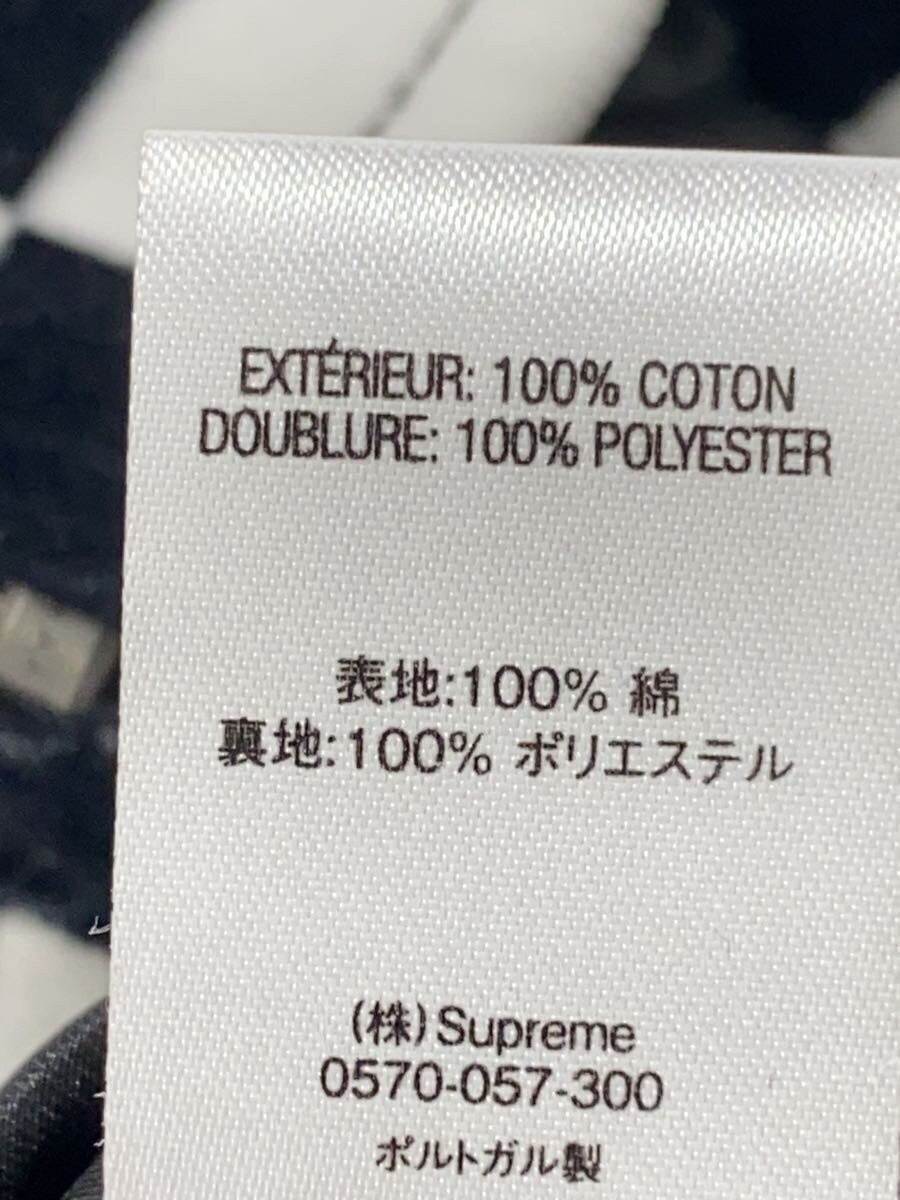 EXTÉRIEUR: 100% COTON
DOUBLURE: 100% POLYESTER
表地:100% 綿
裏地:100% ポリエステル
(株)Supreme
0570-057-300
ポルトガル製